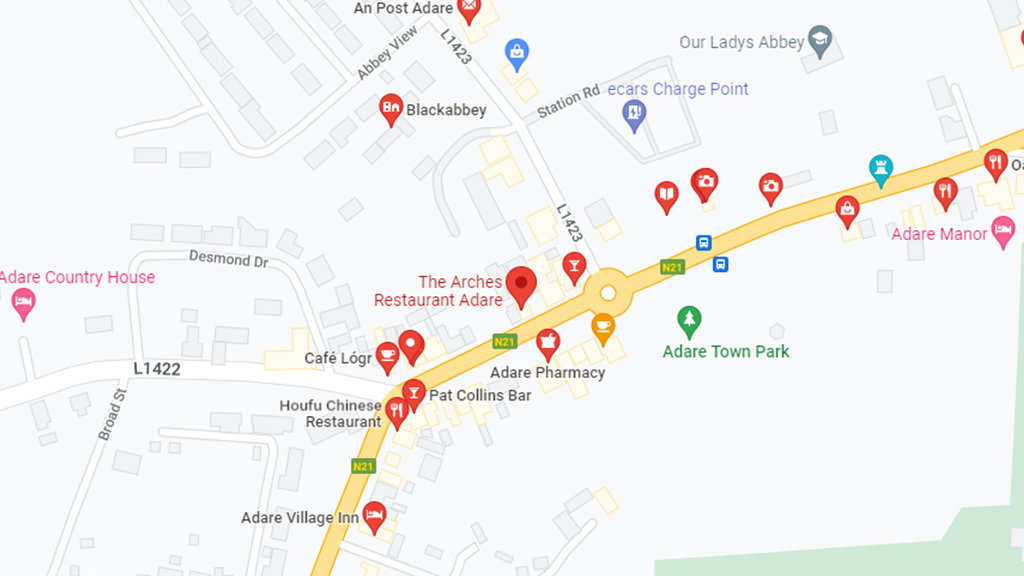 An Post Adare
L1423
Our Ladys Abbey
Abbey View
Station Rd
ecars Charge Point
Blackabbey
L1423
Adare Manor
Desmond Dr
N21
Adare Country House
The Arches
Restaurant Adare
N21
Adare Town Park
Café Lógr
L1422
Adare Pharmacy
Pat Collins Bar
Houfu Chinese
Restaurant
Broad St
N21
Adare Village Inn